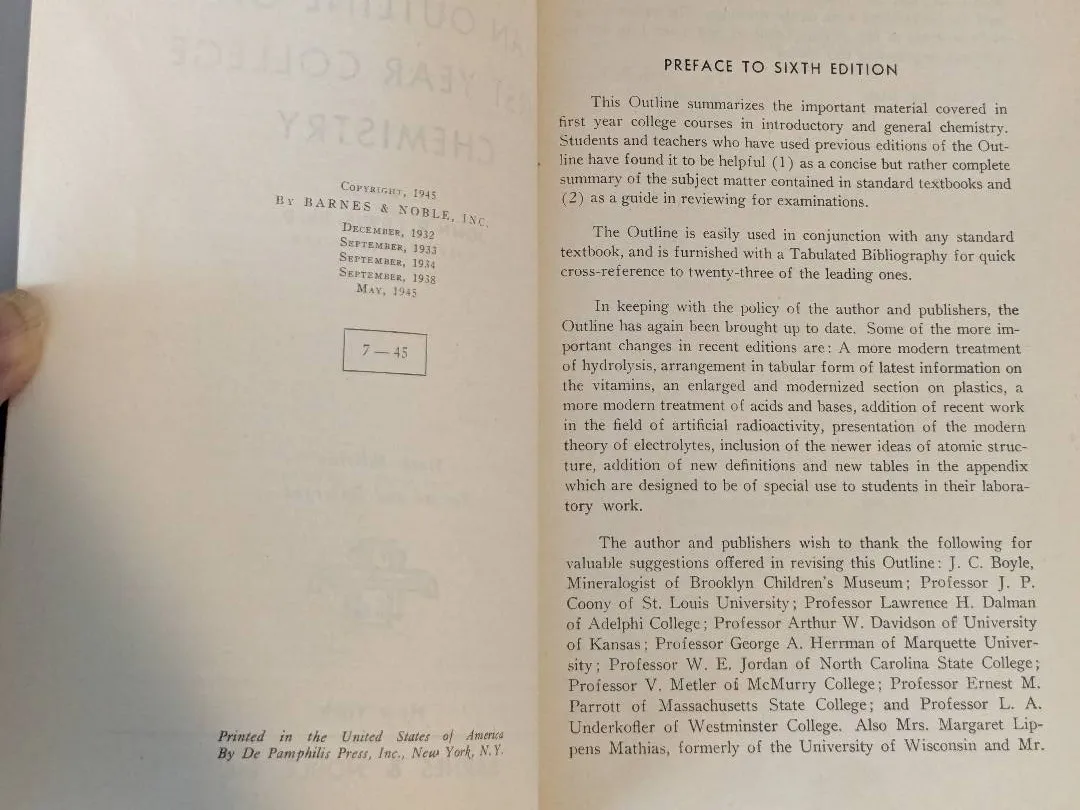 COPYRIGHT, 1945
BY BARNES & NOBLE, INC.
DECEMBER, 1932
SEPTEMBER, 1933
SEPTEMBER, 1934
SEPTEMBER, 1938
MAY, 1945
7 — 45
Printed in the United States of America
By De Pamphilis Press, Inc., New York, N.Y.
PREFACE TO SIXTH EDITION
This Outline summarizes the important material covered in
first year college courses in introductory and general chemistry.
Students and teachers who have used previous editions of the Out-
line have found it to be helpful (1) as a concise but rather complete
summary of the subject matter contained in standard textbooks and
(2) as a guide in reviewing for examinations.
The Outline is easily used in conjunction with any standard
textbook, and is furnished with a Tabulated Bibliography for quick
cross-reference to twenty-three of the leading ones.
In keeping with the policy of the author and publishers, the
Outline has again been brought up to date. Some of the more im-
portant changes in recent editions are: A more modern treatment
of hydrolysis, arrangement in tabular form of latest information on
the vitamins, an enlarged and modernized section on plastics, a
more modern treatment of acids and bases, addition of recent work
in the field of artificial radioactivity, presentation of the modern
theory of electrolytes, inclusion of the newer ideas of atomic struc-
ture, addition of new definitions and new tables in the appendix
which are designed to be of special use to students in their labora-
tory work.
The author and publishers wish to thank the following for
valuable suggestions offered in revising this Outline: J. C. Boyle,
Mineralogist of Brooklyn Children's Museum; Professor J. P.
Coony of St. Louis University; Professor Lawrence H. Dalman
of Adelphi College; Professor Arthur W. Davidson of University
of Kansas; Professor George A. Herrman of Marquette Univer-
sity; Professor W. E. Jordan of North Carolina State College;
Professor V. Metler of McMurry College; Professor Ernest M.
Parrott of Massachusetts State College; and Professor L. A.
Underkofler of Westminster College. Also Mrs. Margaret Lip-
pens Mathias, formerly of the University of Wisconsin and Mr.